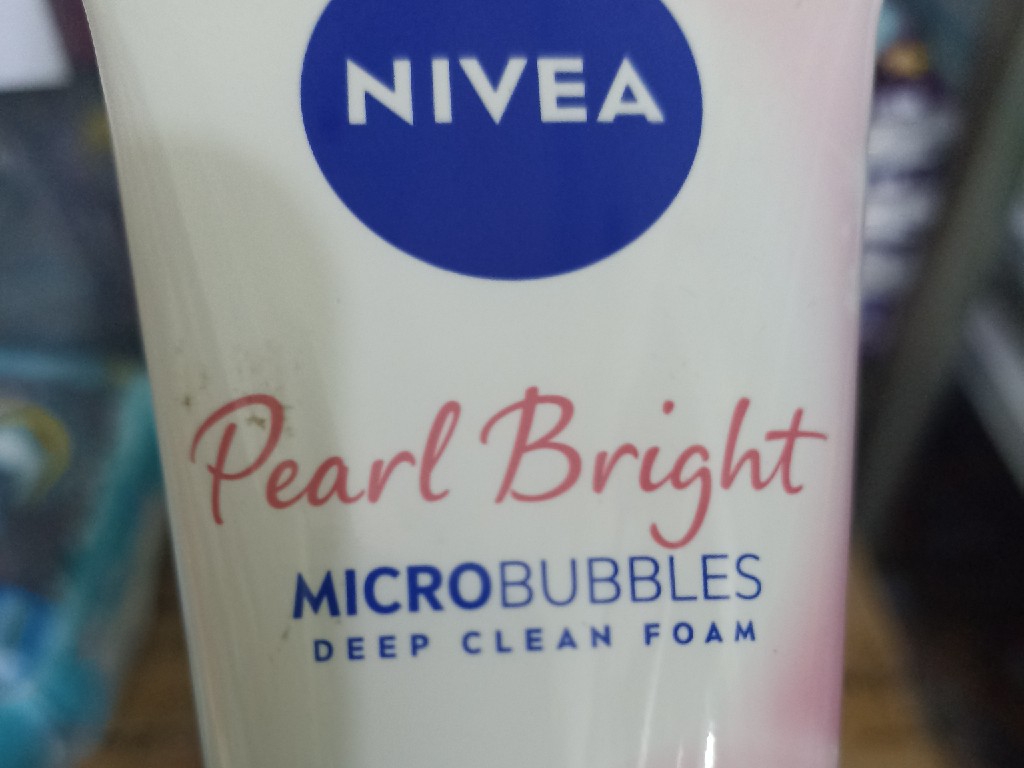 NIVEA
Pearl Bright
MICROBUBBLES
DEEP CLEAN FOAM